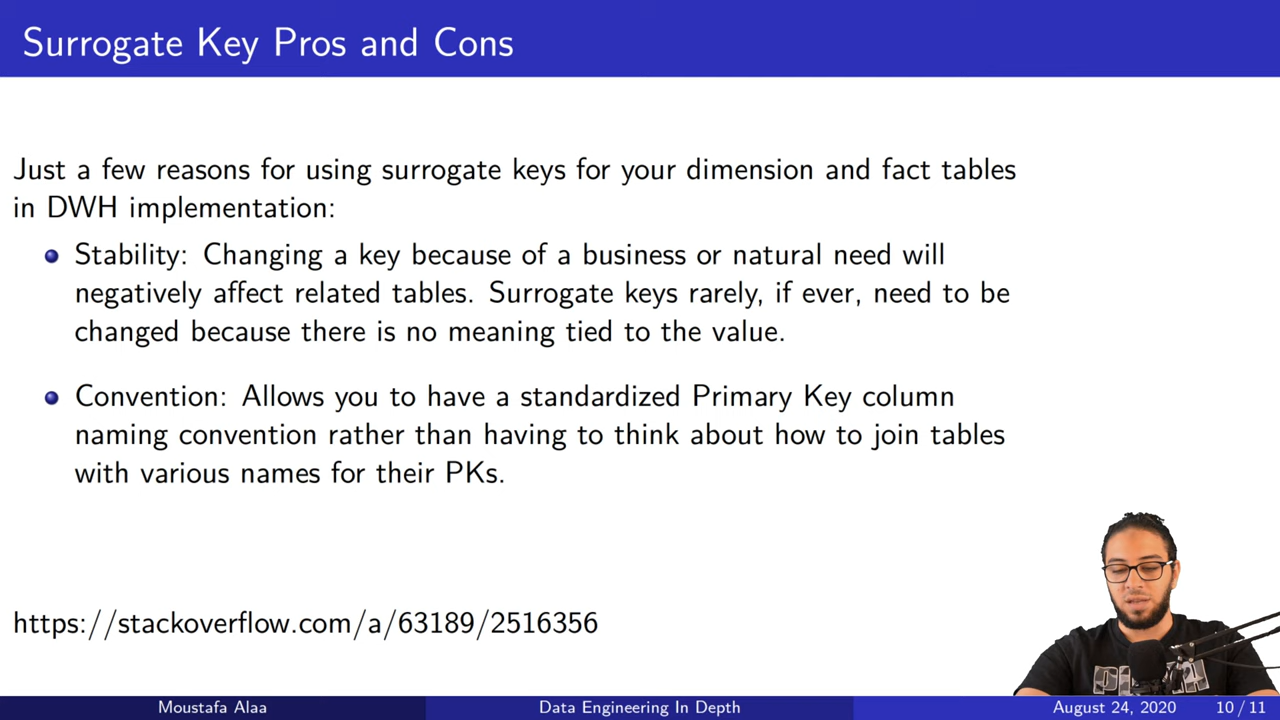 Surrogate Key Pros and Cons
Just a few reasons for using surrogate keys for your dimension and fact tables
in DWH implementation:
Stability: Changing a key because of a business or natural need will
negatively affect related tables. Surrogate keys rarely, if ever, need to be
changed because there is no meaning tied to the value.
Convention: Allows you to have a standardized Primary Key column
naming convention rather than having to think about how to join tables
with various names for their PKs.
https://stackoverflow.com/a/63189/2516356
Moustafa Alaa
Data Engineering In Depth
August 24, 2020
10 / 11